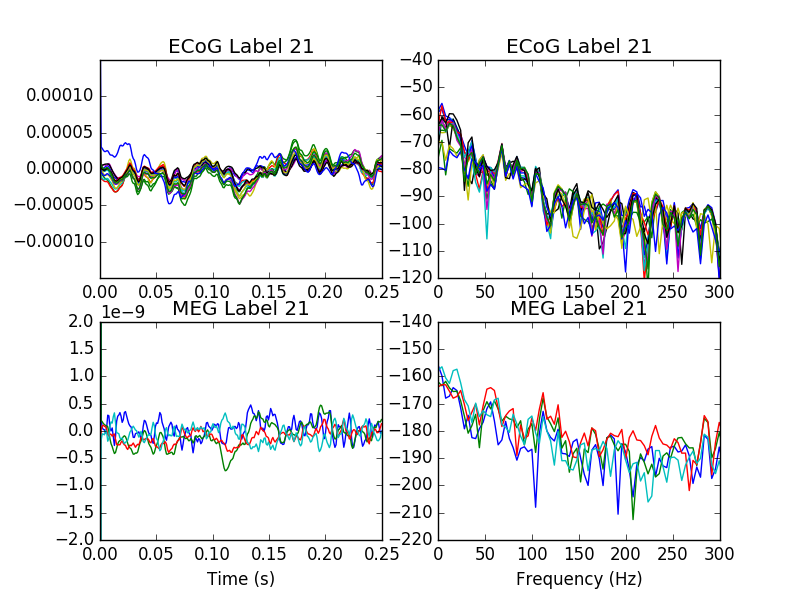 ECoG Label 21
0.00010
0.00005
0.00000
−0.00005
−0.00010
0.00 0.05 0.10 0.15 0.20 0.25
ECoG Label 21
−40
−50
−60
−70
−80
−90
−100
−110
−120
0 50 100 150 200 250 300
MEG Label 21
1e−9
2.0
1.5
1.0
0.5
0.0
−0.5
−1.0
−1.5
−2.0
0.00 0.05 0.10 0.15 0.20 0.25
Time (s)
MEG Label 21
−140
−150
−160
−170
−180
−190
−200
−210
−220
0 50 100 150 200 250 300
Frequency (Hz)